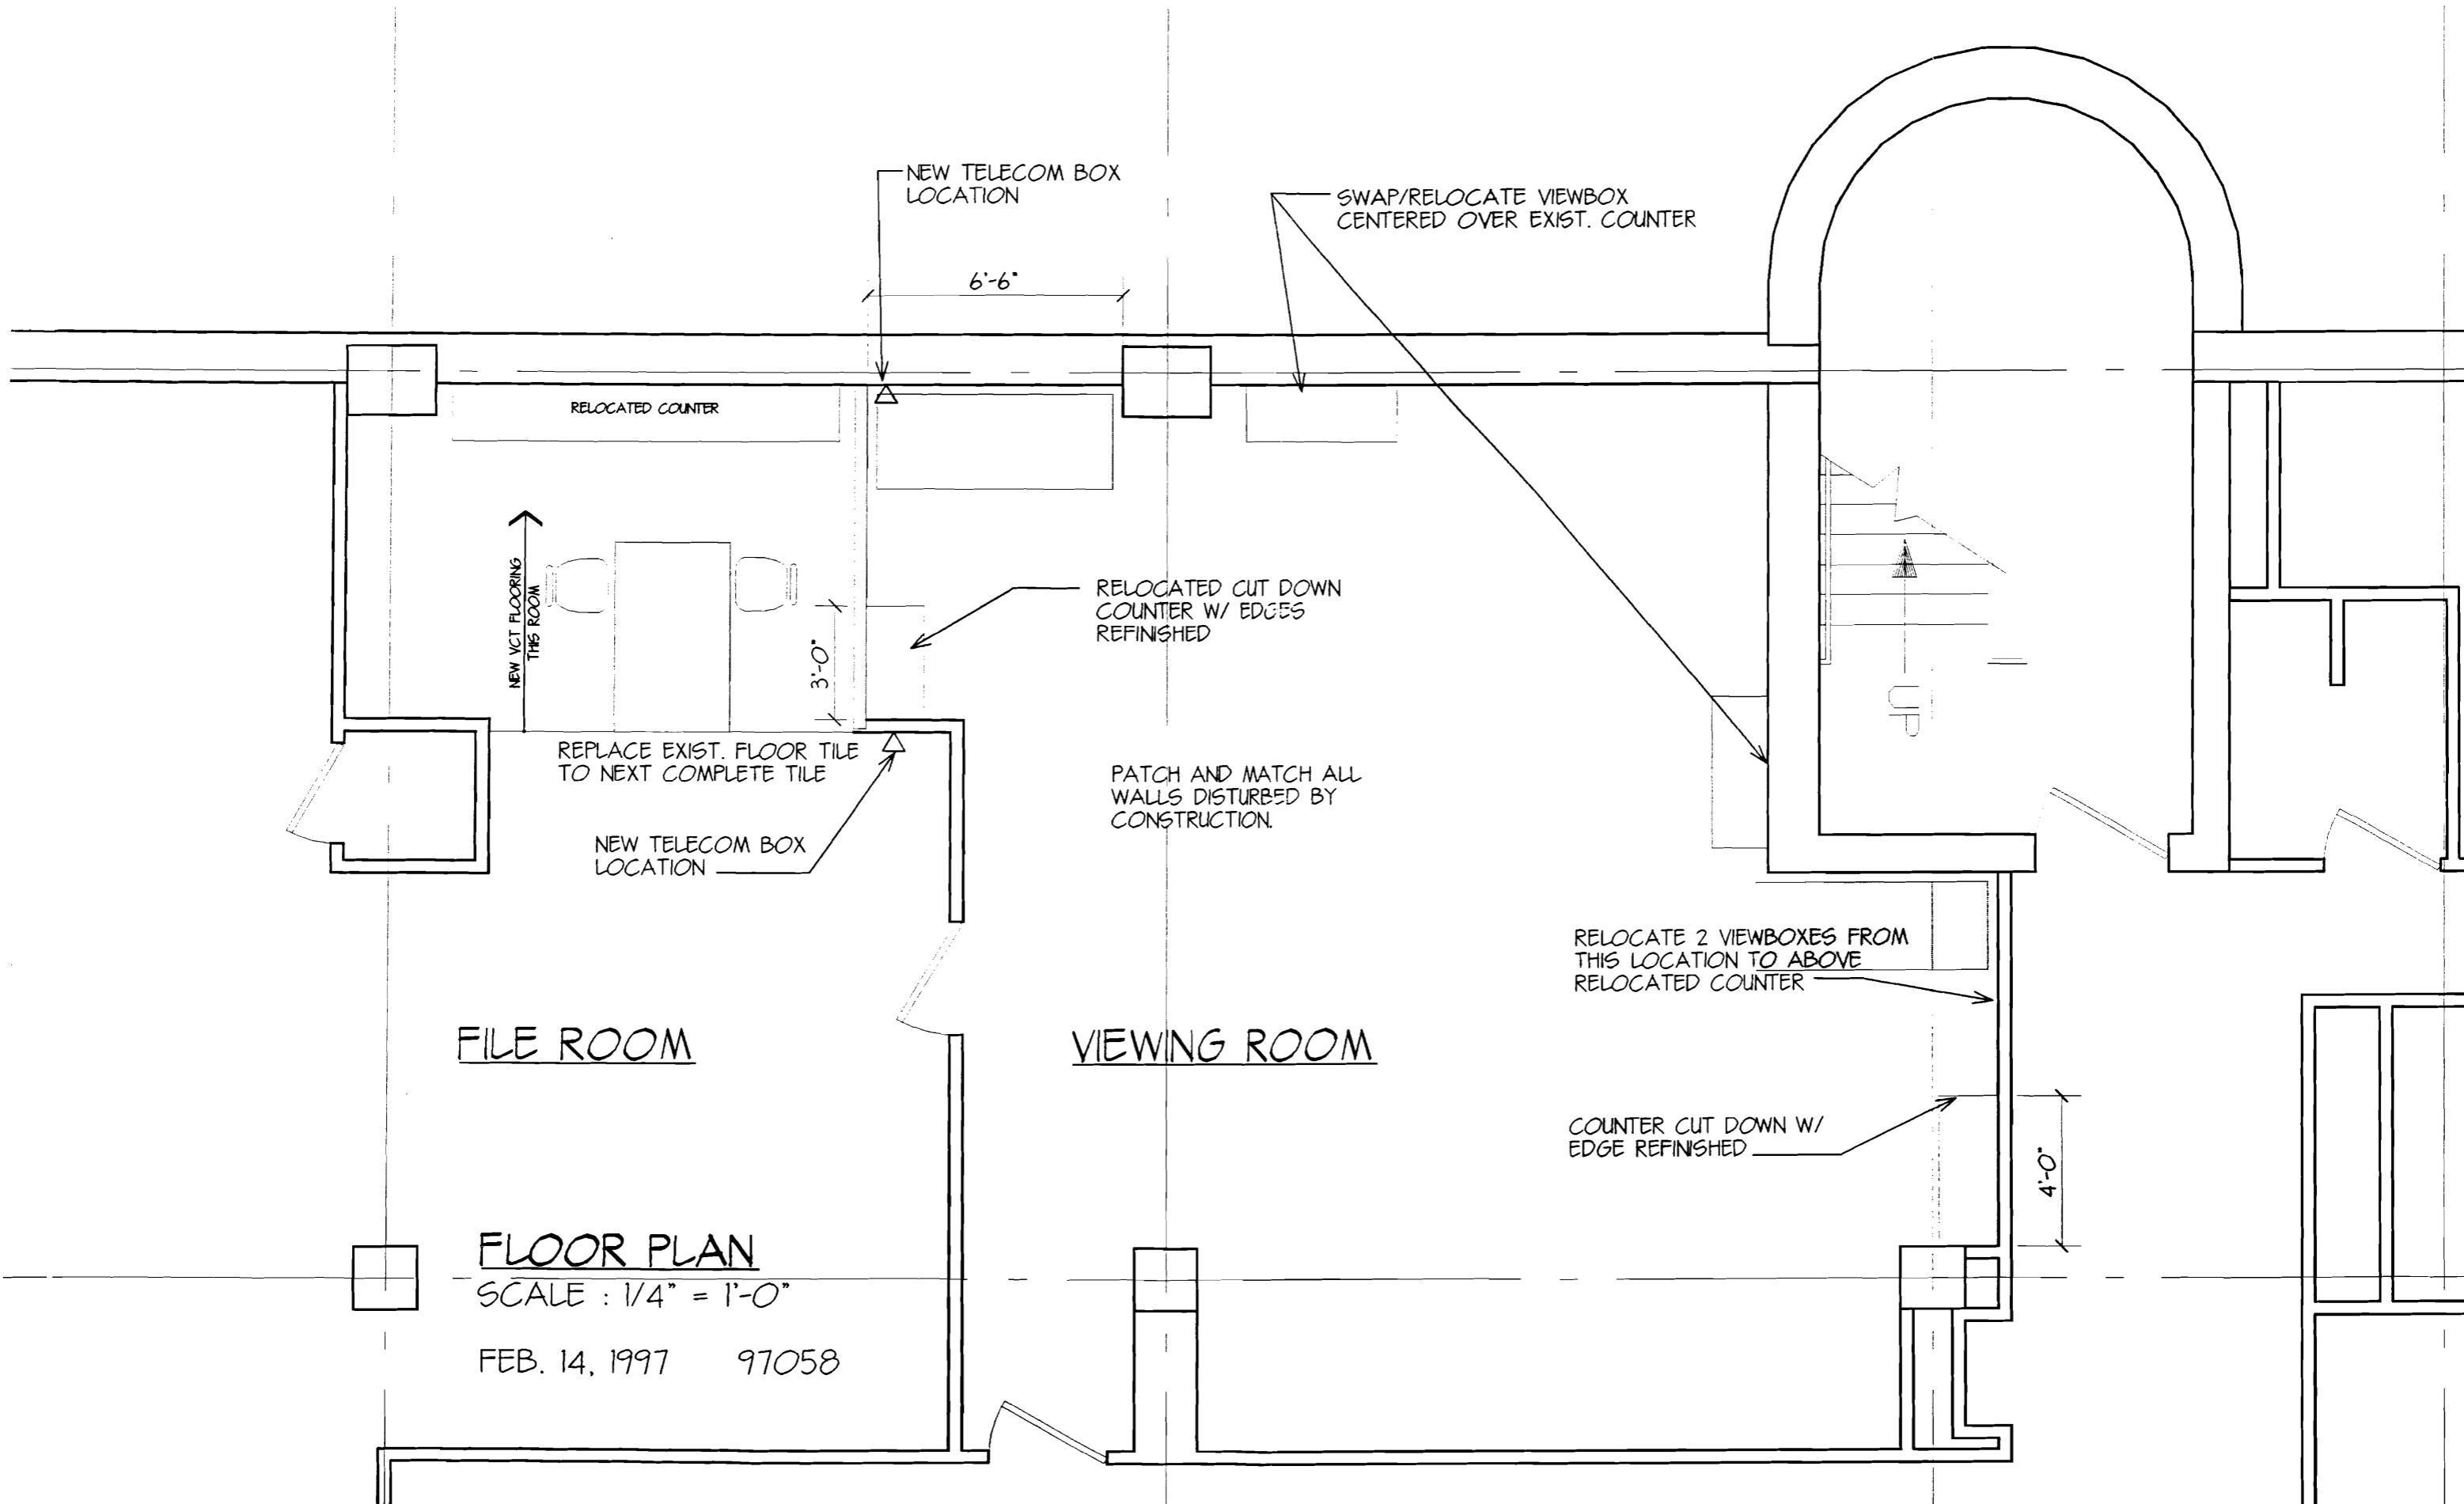 NEW TELECOM BOX
LOCATION
SWAP/RELOCATE VIEWBOX
CENTERED OVER EXIST. COUNTER
6'-6"
RELOCATED COUNTER
NEW VCT FLOORING
THIS ROOM
RELOCATED CUT DOWN
COUNTER W/ EDGES
REFINISHED
3'-0"
UP
REPLACE EXIST. FLOOR TILE
TO NEXT COMPLETE TILE
PATCH AND MATCH ALL
WALLS DISTURBED BY
CONSTRUCTION.
NEW TELECOM BOX
LOCATION
RELOCATE 2 VIEWBOXES FROM
THIS LOCATION TO ABOVE
RELOCATED COUNTER
FILE ROOM
VIEWING ROOM
COUNTER CUT DOWN W/
EDGE REFINISHED
4'-0"
FLOOR PLAN
SCALE : 1/4" = 1'-0"
FEB. 14, 1997 97058